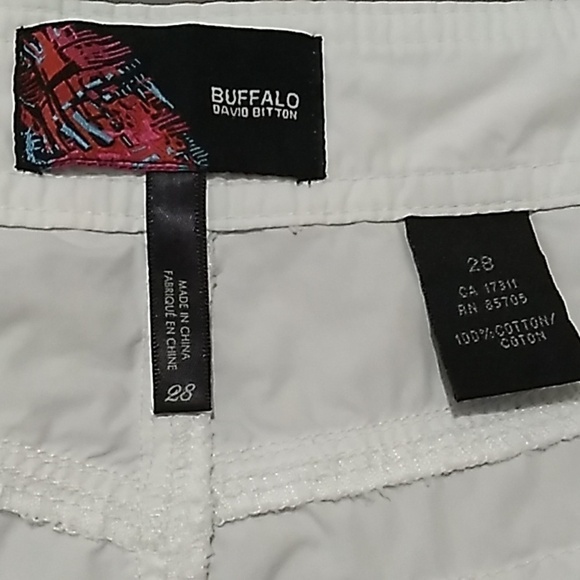 BUFFALO
DAVID BITTON
MADE IN CHINA
FABRIQUÉ EN CHINE
28
28
CA 17311
RN 85705
100% COTTON/
COTON